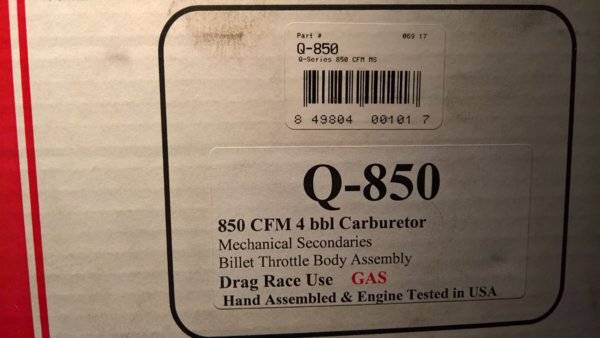 Part # 069 17
Q-850
Q-Series 850 CFM MS
8 49804 00101 7
Q-850
850 CFM 4 bbl Carburetor
Mechanical Secondaries
Billet Throttle Body Assembly
Drag Race Use GAS
Hand Assembled & Engine Tested in USA